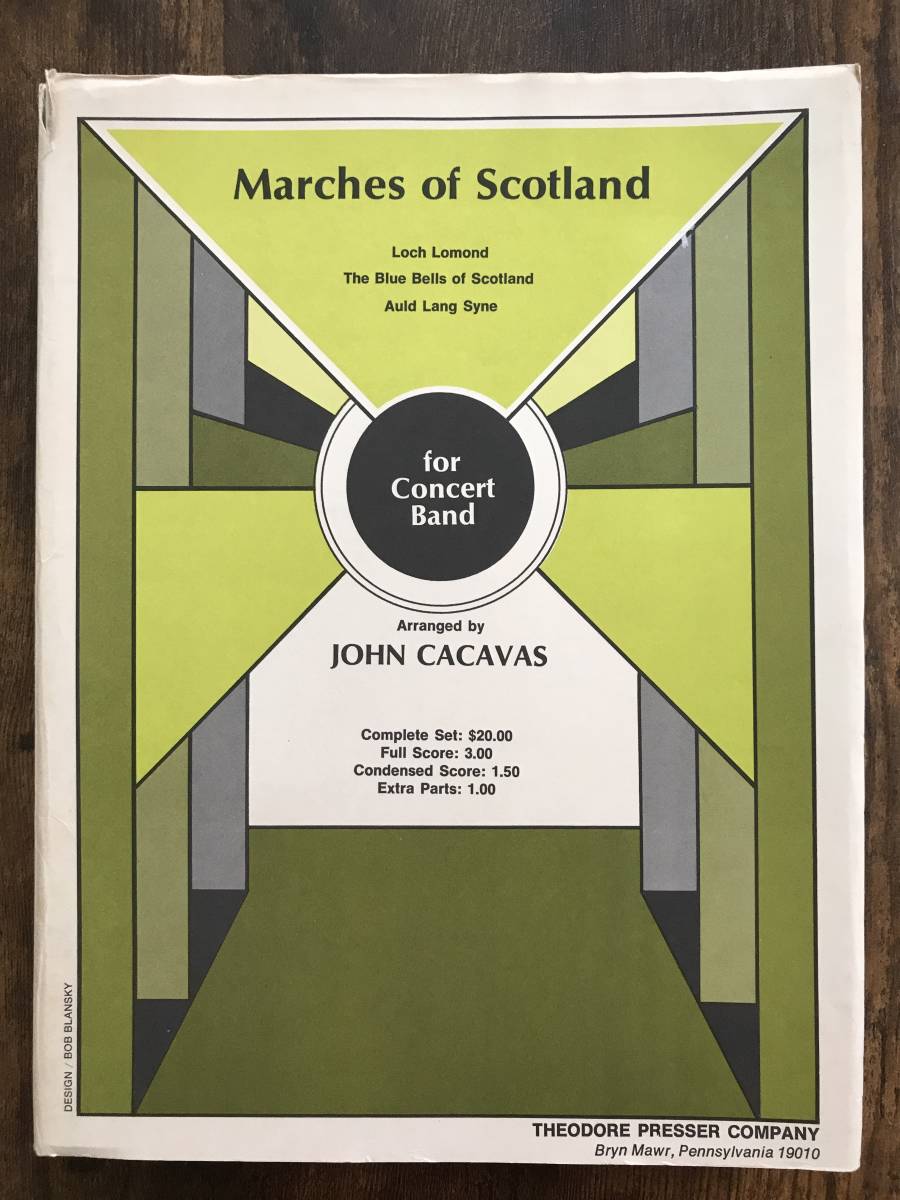 Marches of Scotland
Loch Lomond
The Blue Bells of Scotland
Auld Lang Syne
for
Concert
Band
Arranged by
JOHN CACAVAS
Complete Set: $20.00
Full Score: 3.00
Condensed Score: 1.50
Extra Parts: 1.00
DESIGN / BOB BLANSKY
THEODORE PRESSER COMPANY
Bryn Mawr, Pennsylvania 19010